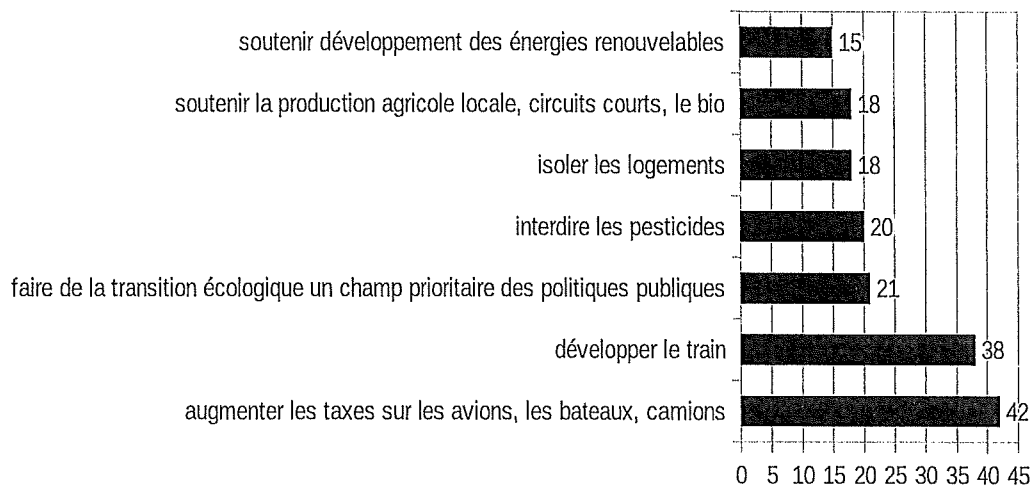 soutenir développement des énergies renouvelables 15
soutenir la production agricole locale, circuits courts, le bio 18
isoler les logements 18
interdire les pesticides 20
faire de la transition écologique un champ prioritaire des politiques publiques 21
développer le train 38
augmenter les taxes sur les avions, les bateaux, camions 42
0 5 10 15 20 25 30 35 40 45